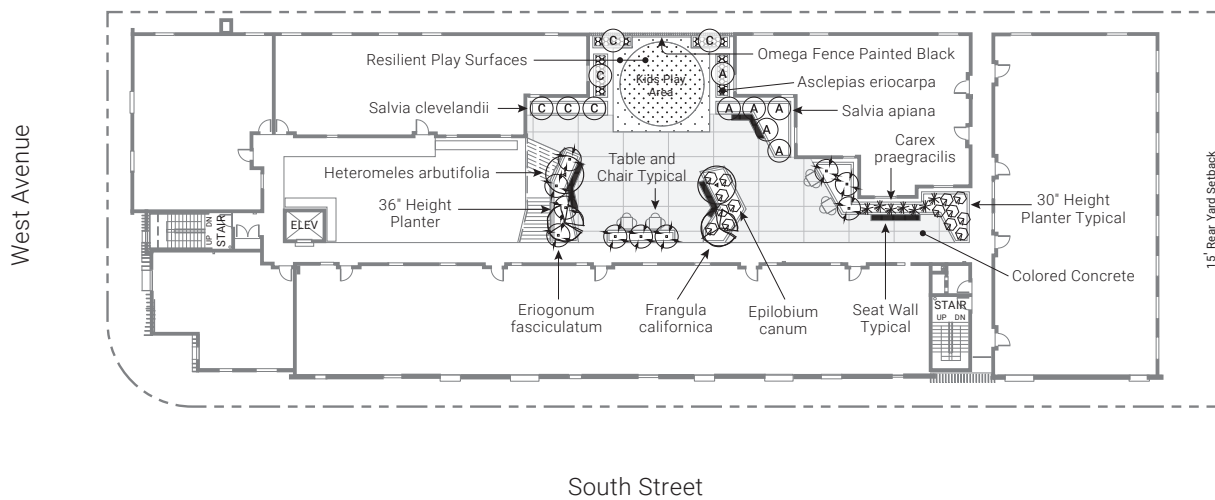 Omega Fence Painted Black
Resilient Play Surfaces
Kids Play
Area
Asclepias eriocarpa
Salvia clevelandii
Salvia apiana
C
C
C
C
C
C
C
A
A
A
A
A
A
A
Carex
praegracilis
Table and
Chair Typical
Heteromeles arbutifolia
36" Height
Planter
30" Height
Planter Typical
ELEV
UP DN
STAIR
Colored Concrete
Eriogonum
fasciculatum
Frangula
californica
Epilobium
canum
Seat Wall
Typical
STAIR
UP DN
West Avenue
15' Rear Yard Setback
South Street